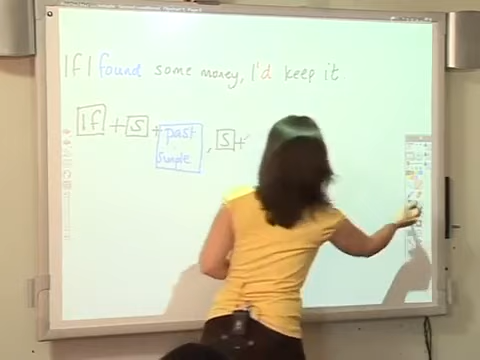 If I found some money, I'd keep it.
If + S + past simple, S +